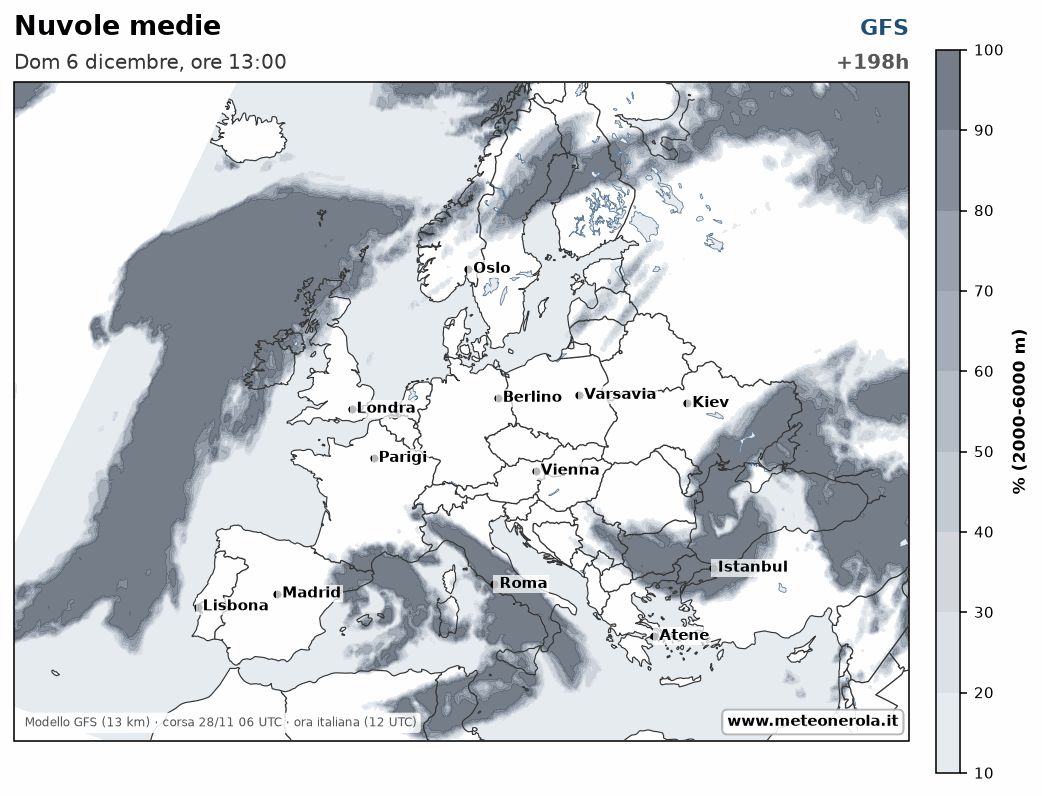 Nuvole medie
GFS
Dom 6 dicembre, ore 13:00
+198h
100
90
80
70
60
50
40
30
20
10
% (2000-6000 m)
Oslo
Londra
Berlino
Varsavia
Kiev
Parigi
Vienna
Istanbul
Roma
Madrid
Lisbona
Atene
Modello GFS (13 km) · corsa 28/11 06 UTC · ora italiana (12 UTC)
www.meteonerola.it